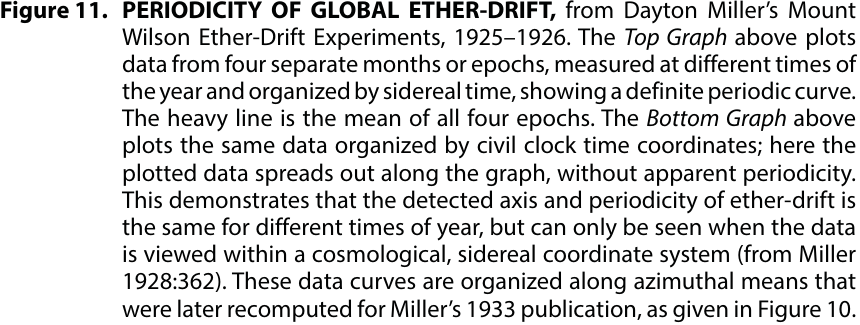 Figure 11. PERIODICITY OF GLOBAL ETHER-DRIFT, from Dayton Miller’s Mount
Wilson Ether-Drift Experiments, 1925–1926. The Top Graph above plots
data from four separate months or epochs, measured at different times of
the year and organized by sidereal time, showing a definite periodic curve.
The heavy line is the mean of all four epochs. The Bottom Graph above
plots the same data organized by civil clock time coordinates; here the
plotted data spreads out along the graph, without apparent periodicity.
This demonstrates that the detected axis and periodicity of ether-drift is
the same for different times of year, but can only be seen when the data
is viewed within a cosmological, sidereal coordinate system (from Miller
1928:362). These data curves are organized along azimuthal means that
were later recomputed for Miller’s 1933 publication, as given in Figure 10.